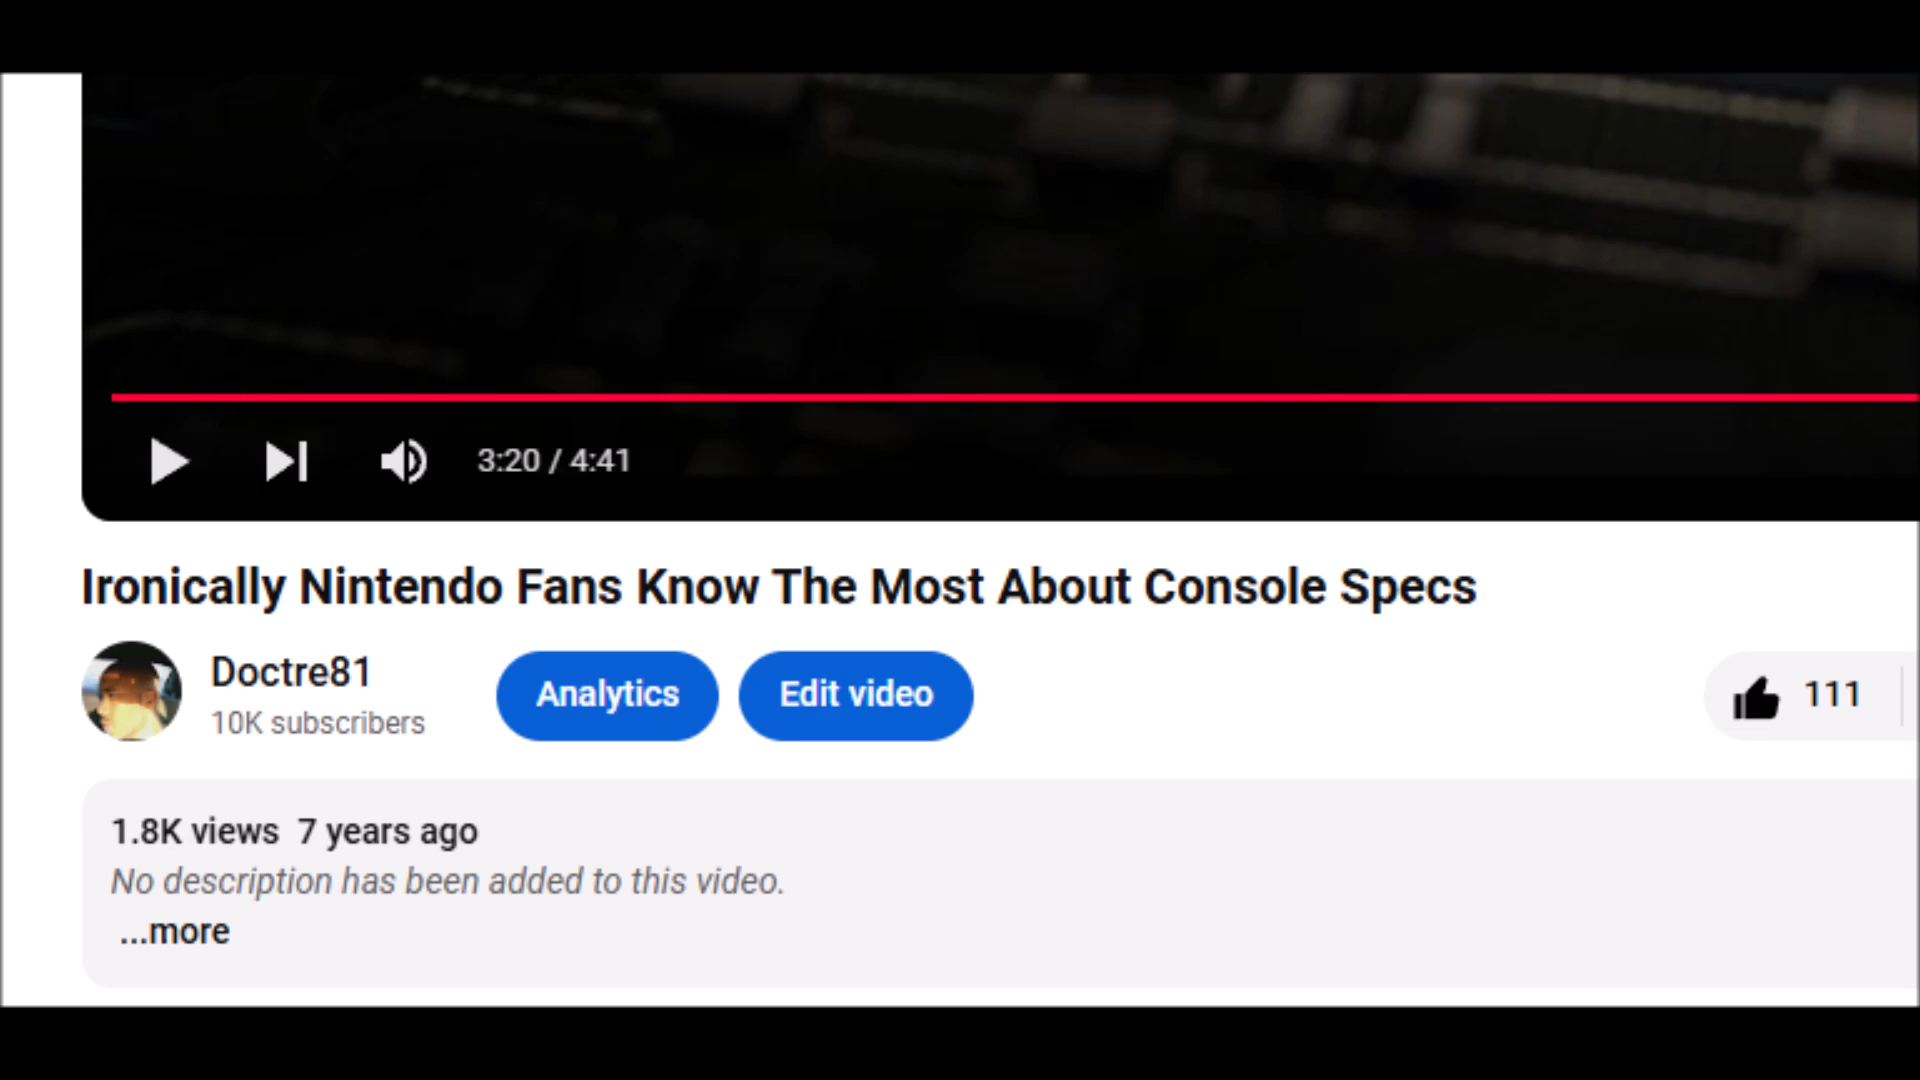 3:20 / 4:41
Ironically Nintendo Fans Know The Most About Console Specs
Doctre81
10K subscribers
Analytics
Edit video
111
1.8K views 7 years ago
No description has been added to this video.
...more